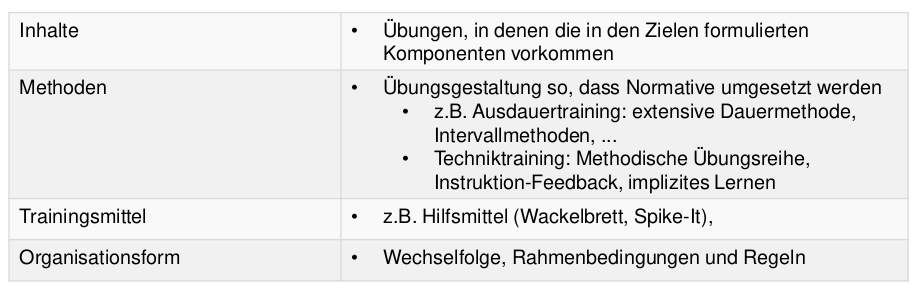 Inhalte
• Übungen, in denen die in den Zielen formulierten
Komponenten vorkommen
Methoden
• Übungsgestaltung so, dass Normative umgesetzt werden
• z.B. Ausdauertraining: extensive Dauermethode,
Intervallmethoden, ...
• Techniktraining: Methodische Übungsreihe,
Instruktion-Feedback, implizites Lernen
Trainingsmittel
• z.B. Hilfsmittel (Wackelbrett, Spike-It),
Organisationsform
• Wechselfolge, Rahmenbedingungen und Regeln